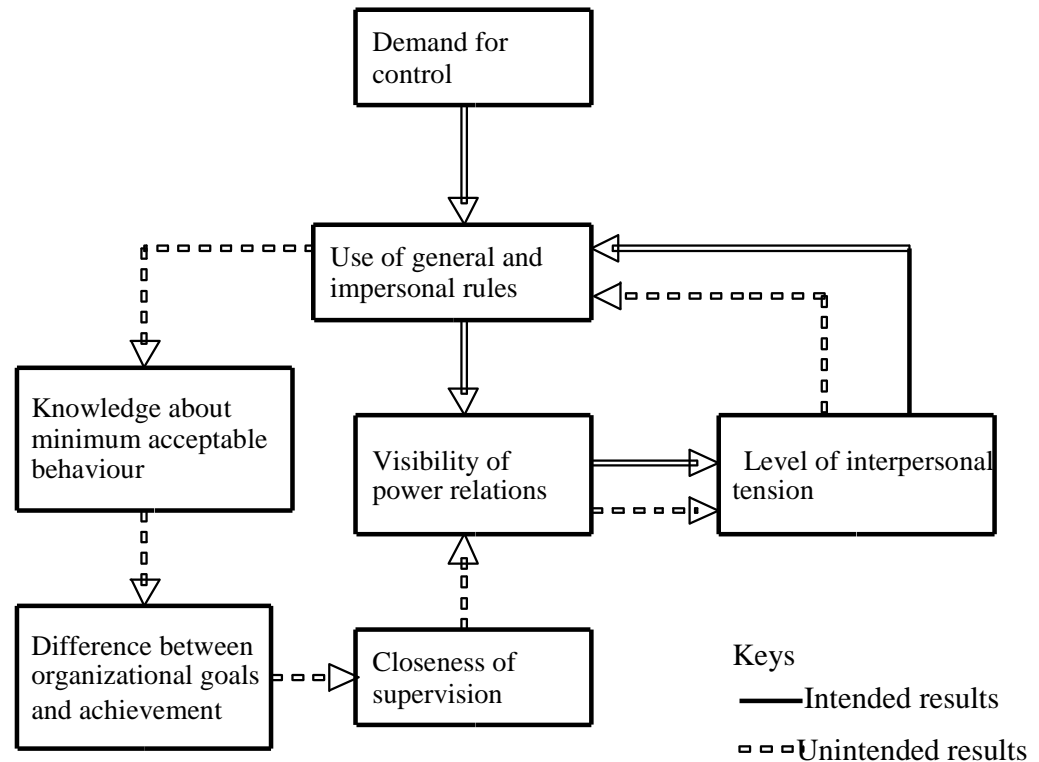 Demand for
control
Use of general and
impersonal rules
Knowledge about
minimum acceptable
behaviour
Visibility of
power relations
Level of interpersonal
tension
Difference between
organizational goals
and achievement
Closeness of
supervision
Keys
Intended results
Unintended results